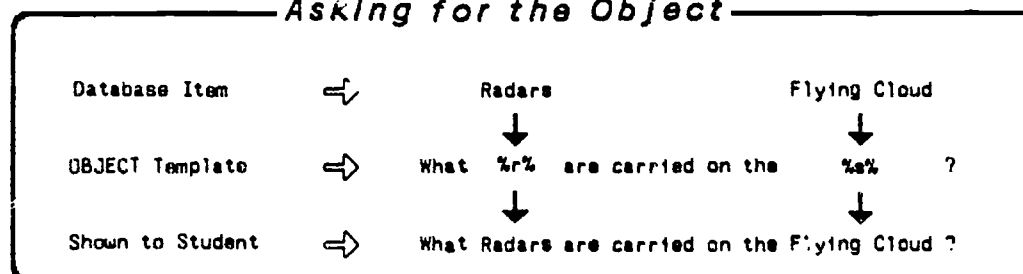 Asking for the Object
Database Item Radars Flying Cloud
OBJECT Template What %r% are carried on the %s% ?
Shown to Student What Radars are carried on the Flying Cloud ?